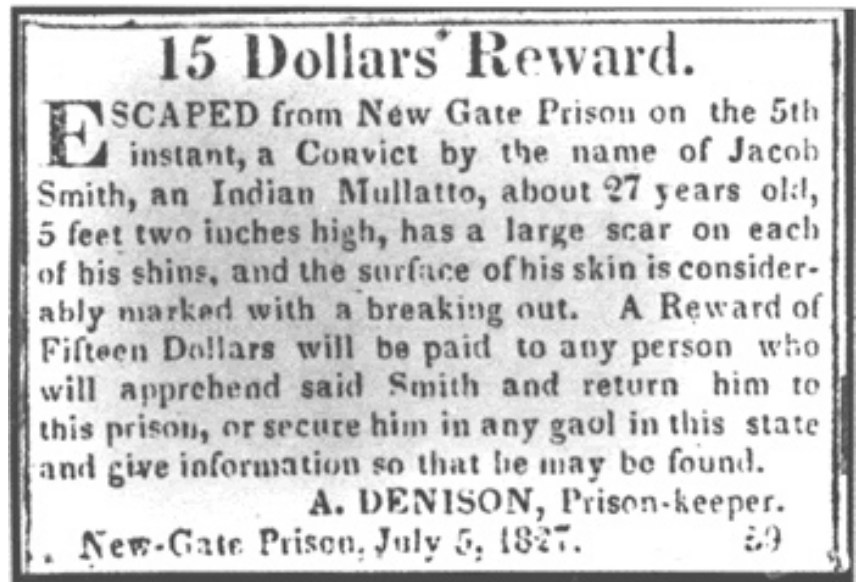 15 Dollars' Reward.
ESCAPED from New Gate Prison on the 5th
instant, a Convict by the name of Jacob
Smith, an Indian Mullatto, about 27 years old,
5 feet two inches high, has a large scar on each
of his shins, and the surface of his skin is consider-
ably marked with a breaking out. A Reward of
Fifteen Dollars will be paid to any person who
will apprehend said Smith and return him to
this prison, or secure him in any gaol in this state
and give information so that he may be found.
A. DENISON, Prison-keeper.
New-Gate Prison, July 5, 1827. 59